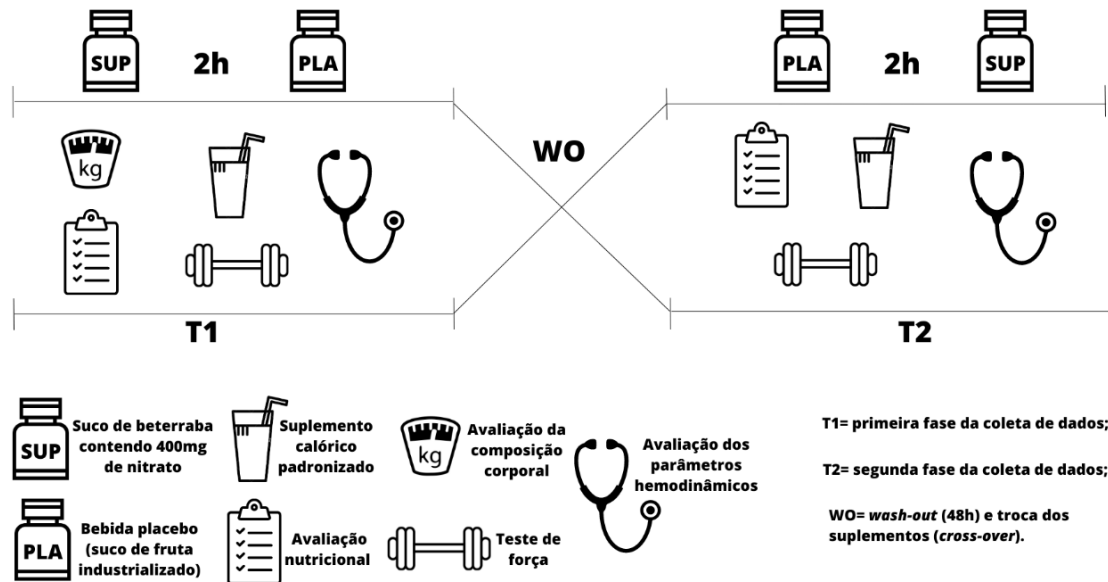 SUP 2h PLA
PLA 2h SUP
kg
WO
T1
T2
SUP
Suco de beterraba
contendo 400mg
de nitrato
Suplemento
calórico
padronizado
kg
Avaliação da
composição
corporal
Avaliação dos
parâmetros
hemodinâmicos
PLA
Bebida placebo
(suco de fruta
industrializado)
Avaliação
nutricional
Teste de
força
T1= primeira fase da coleta de dados;
T2= segunda fase da coleta de dados;
WO= wash-out (48h) e troca dos
suplementos (cross-over).